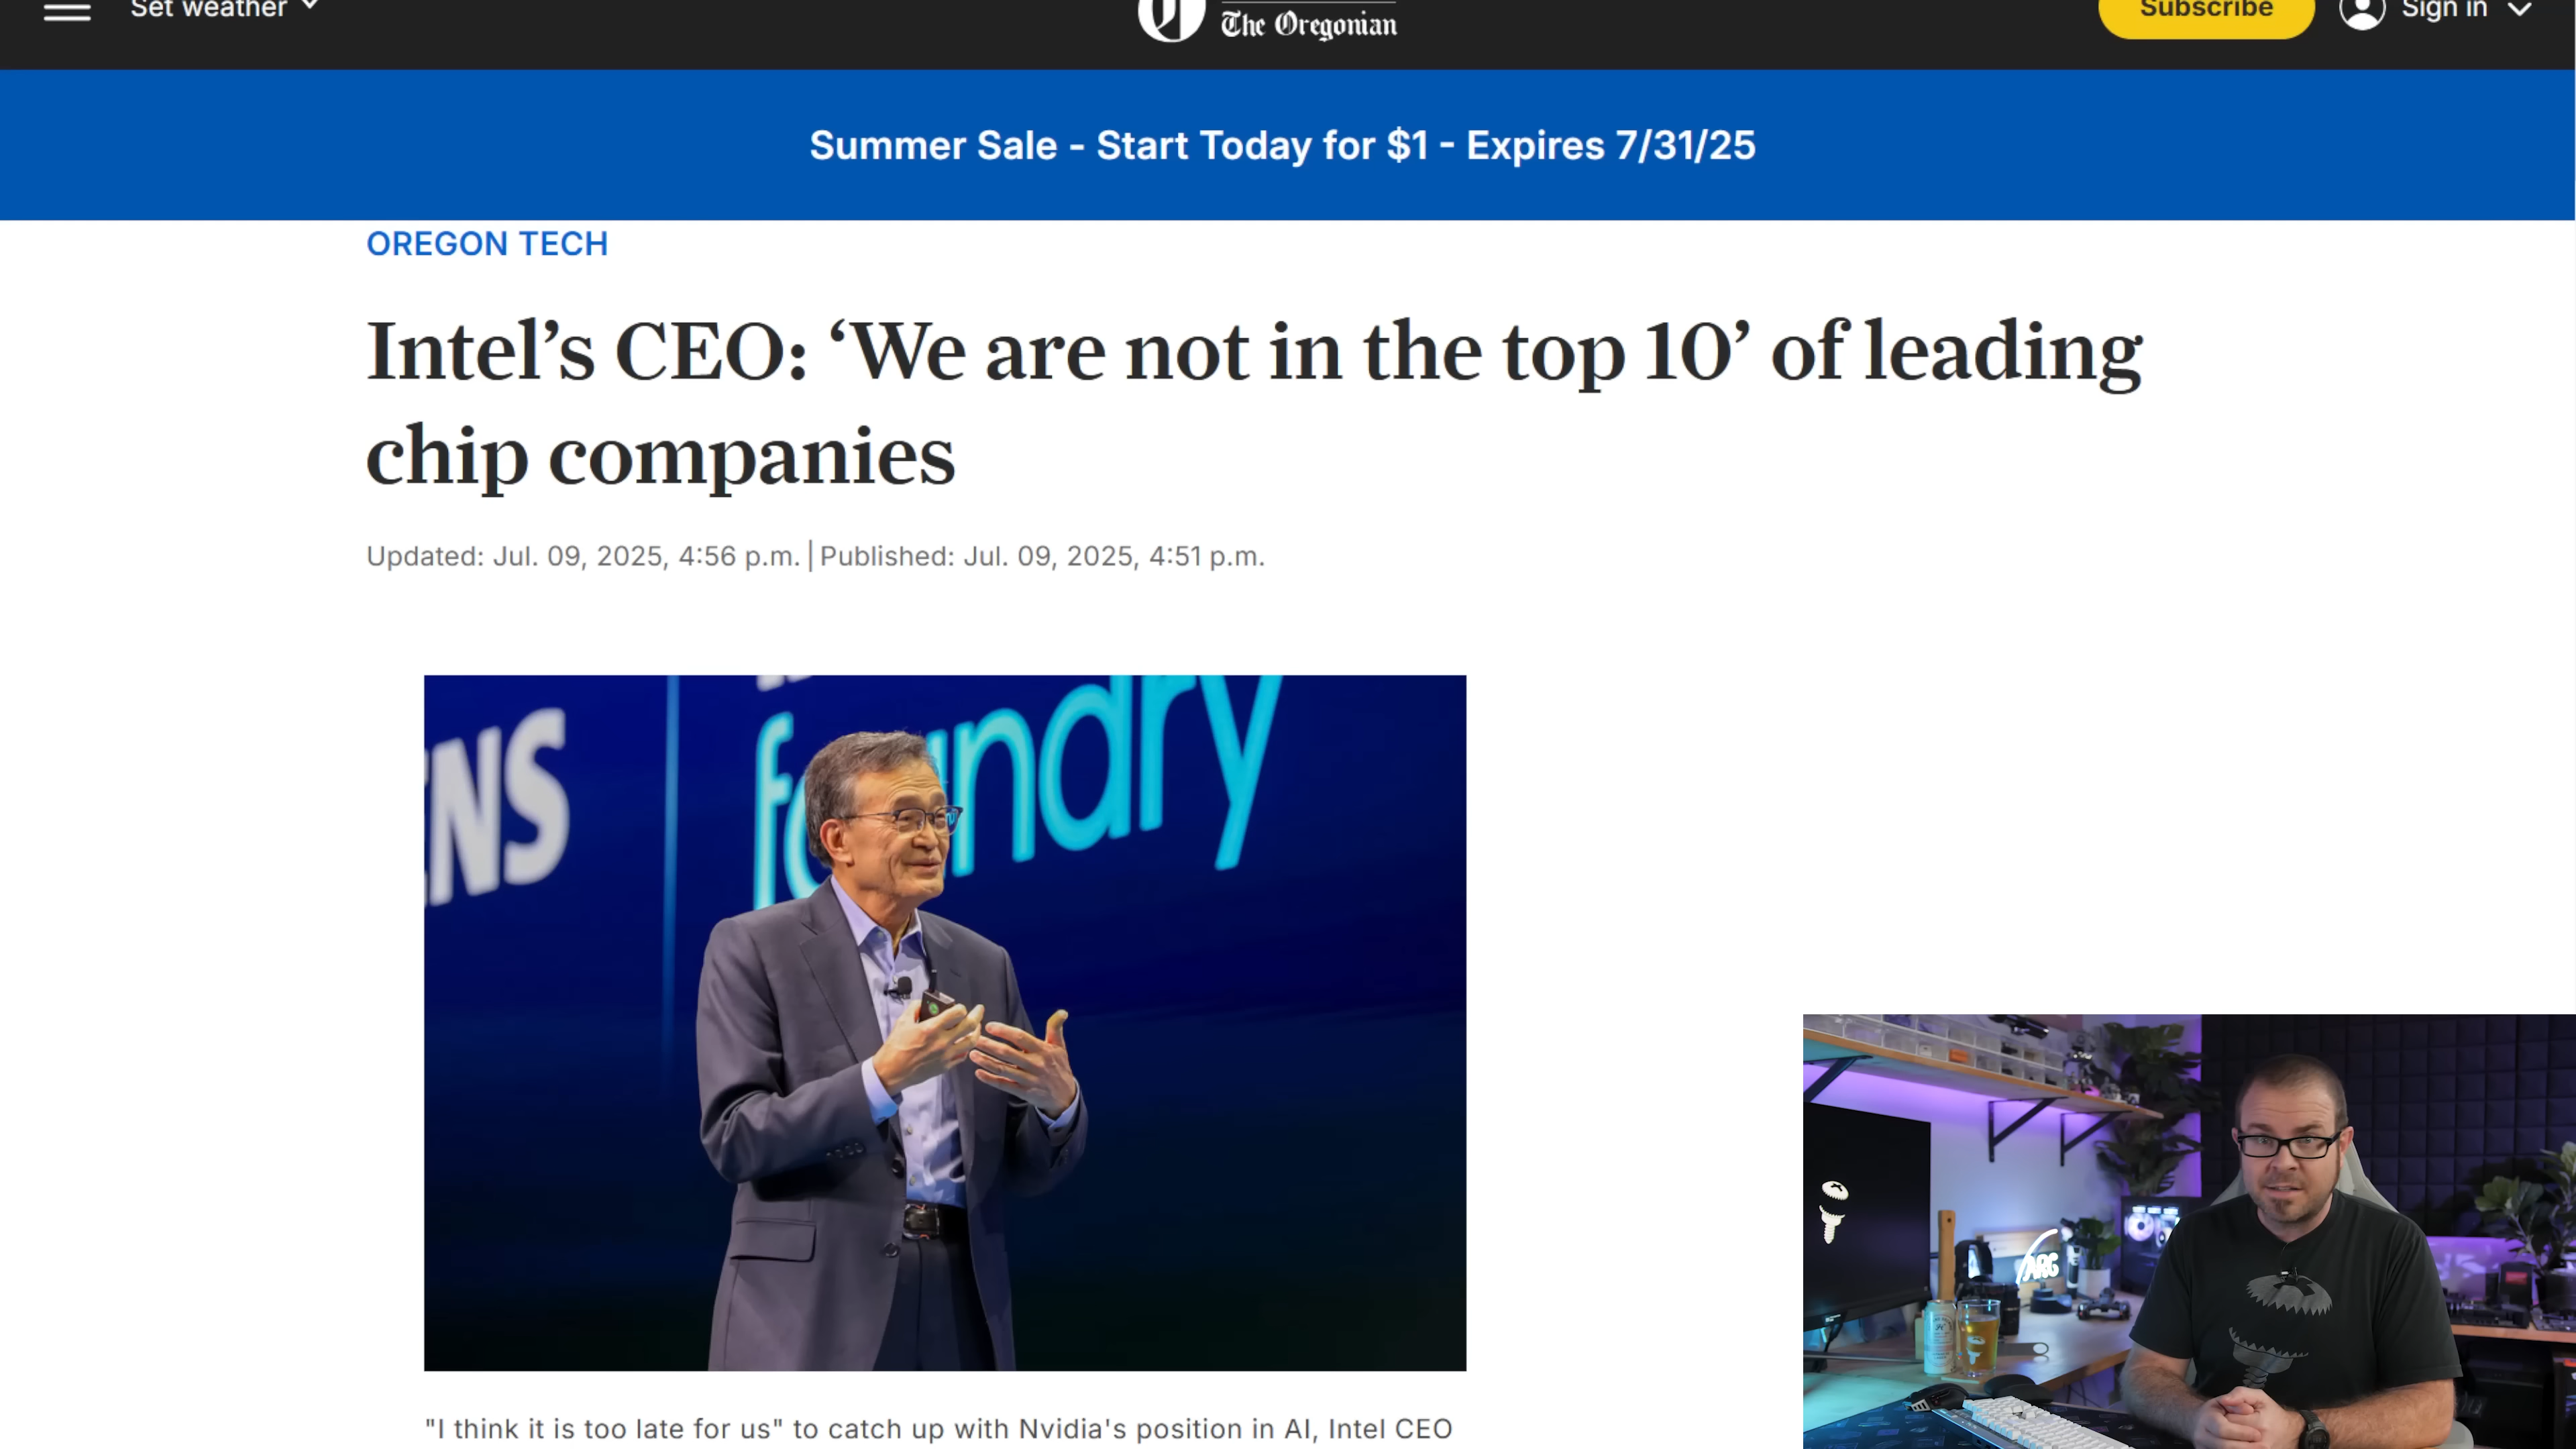 Set weather
The Oregonian
Subscribe
Sign in
Summer Sale - Start Today for $1 - Expires 7/31/25
OREGON TECH
Intel’s CEO: ‘We are not in the top 10’ of leading
chip companies
Updated: Jul. 09, 2025, 4:56 p.m. | Published: Jul. 09, 2025, 4:51 p.m.
ENS
foundry
ARG
"I think it is too late for us" to catch up with Nvidia's position in AI, Intel CEO